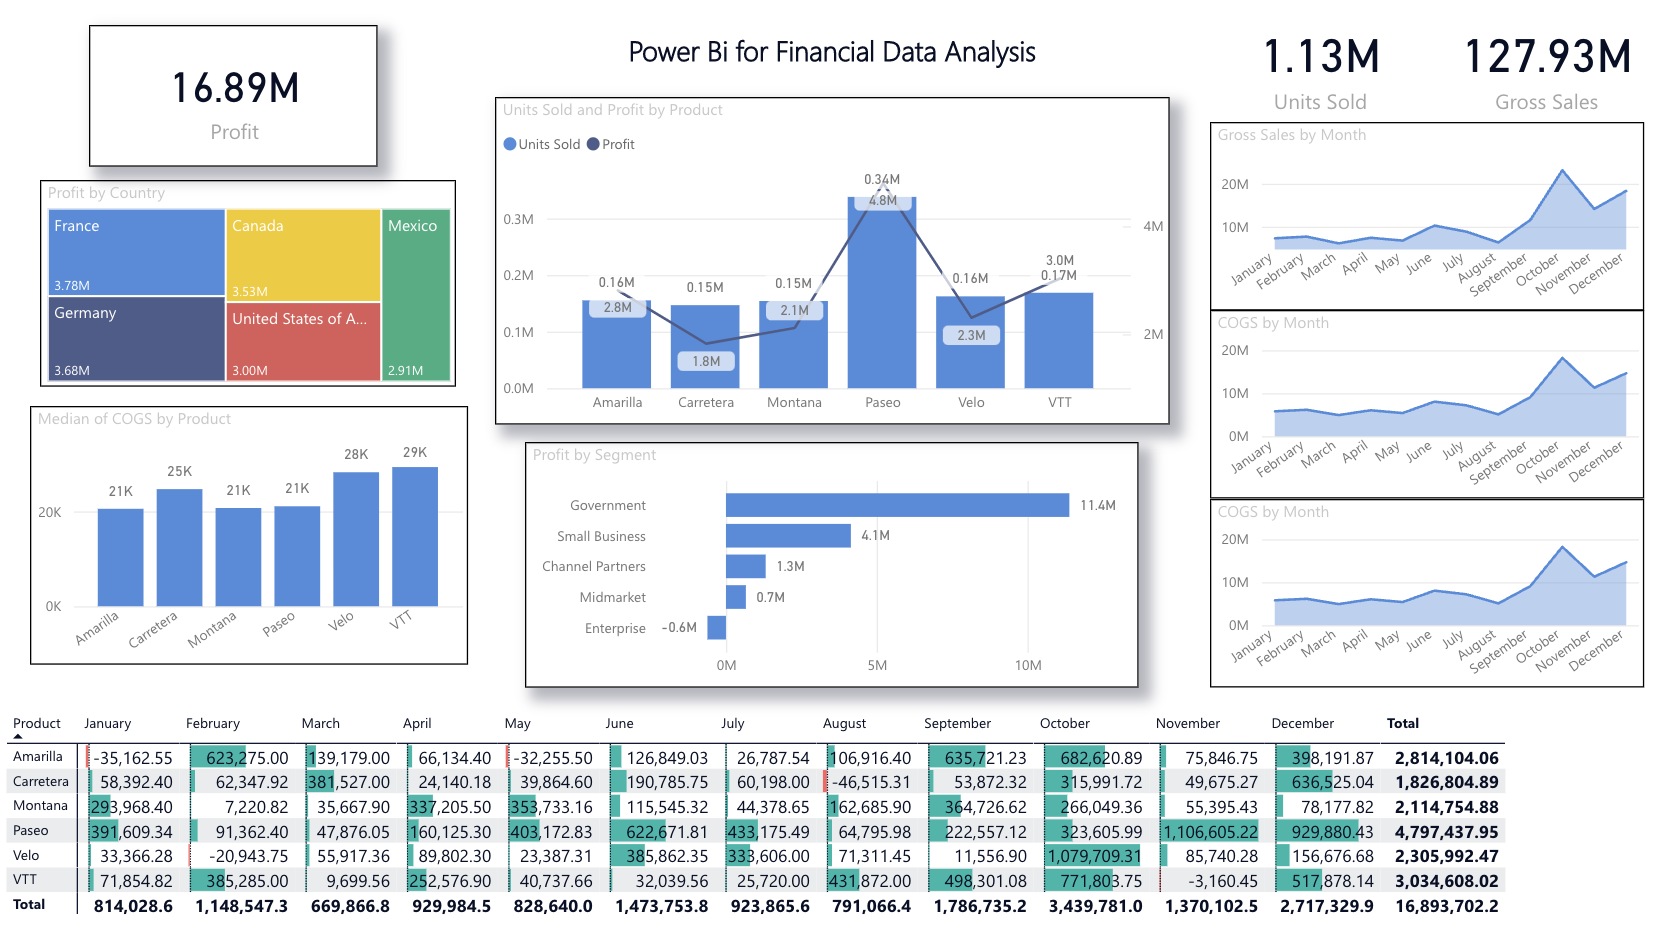 Power Bi for Financial Data Analysis
16.89M
Profit
1.13M
Units Sold
127.93M
Gross Sales
Profit by Country
France
3.78M
Germany
3.68M
Canada
3.53M
United States of A...
3.00M
Mexico
2.91M
Median of COGS by Product
21K 25K 21K 21K 28K 29K
20K
0K
Amarilla Carretera Montana Paseo Velo VTT
Units Sold and Profit by Product
Units Sold Profit
0.3M
0.2M
0.1M
0.0M
4M
2M
0.16M 0.15M 0.15M 0.34M 0.16M 0.17M
2.8M 1.8M 2.1M 4.8M 2.3M 3.0M
Amarilla Carretera Montana Paseo Velo VTT
Profit by Segment
Government 11.4M
Small Business 4.1M
Channel Partners 1.3M
Midmarket 0.7M
Enterprise -0.6M
0M 5M 10M
Gross Sales by Month
20M
10M
January February March April May June July August September October November December
COGS by Month
20M
10M
0M
January February March April May June July August September October November December
COGS by Month
20M
10M
0M
January February March April May June July August September October November December
Product January February March April May June July August September October November December Total
Amarilla -35,162.55 623,275.00 139,179.00 66,134.40 -32,255.50 126,849.03 26,787.54 106,916.40 635,721.23 682,620.89 75,846.75 398,191.87 2,814,104.06
Carretera 58,392.40 62,347.92 381,527.00 24,140.18 39,864.60 190,785.75 60,198.00 -46,515.31 53,872.32 315,991.72 49,675.27 636,525.04 1,826,804.89
Montana 293,968.40 7,220.82 35,667.90 337,205.50 353,733.16 115,545.32 44,378.65 162,685.90 364,726.62 266,049.36 55,395.43 78,177.82 2,114,754.88
Paseo 391,609.34 91,362.40 47,876.05 160,125.30 403,172.83 622,671.81 433,175.49 64,795.98 222,557.12 323,605.99 1,106,605.22 929,880.43 4,797,437.95
Velo 33,366.28 -20,943.75 55,917.36 89,802.30 23,387.31 385,862.35 333,606.00 71,311.45 11,556.90 1,079,709.31 85,740.28 156,676.68 2,305,992.47
VTT 71,854.82 385,285.00 9,699.56 252,576.90 40,737.66 32,039.56 25,720.00 431,872.00 498,301.08 771,803.75 -3,160.45 517,878.14 3,034,608.02
Total 814,028.6 1,148,547.3 669,866.8 929,984.5 828,640.0 1,473,753.8 923,865.6 791,066.4 1,786,735.2 3,439,781.0 1,370,102.5 2,717,329.9 16,893,702.2